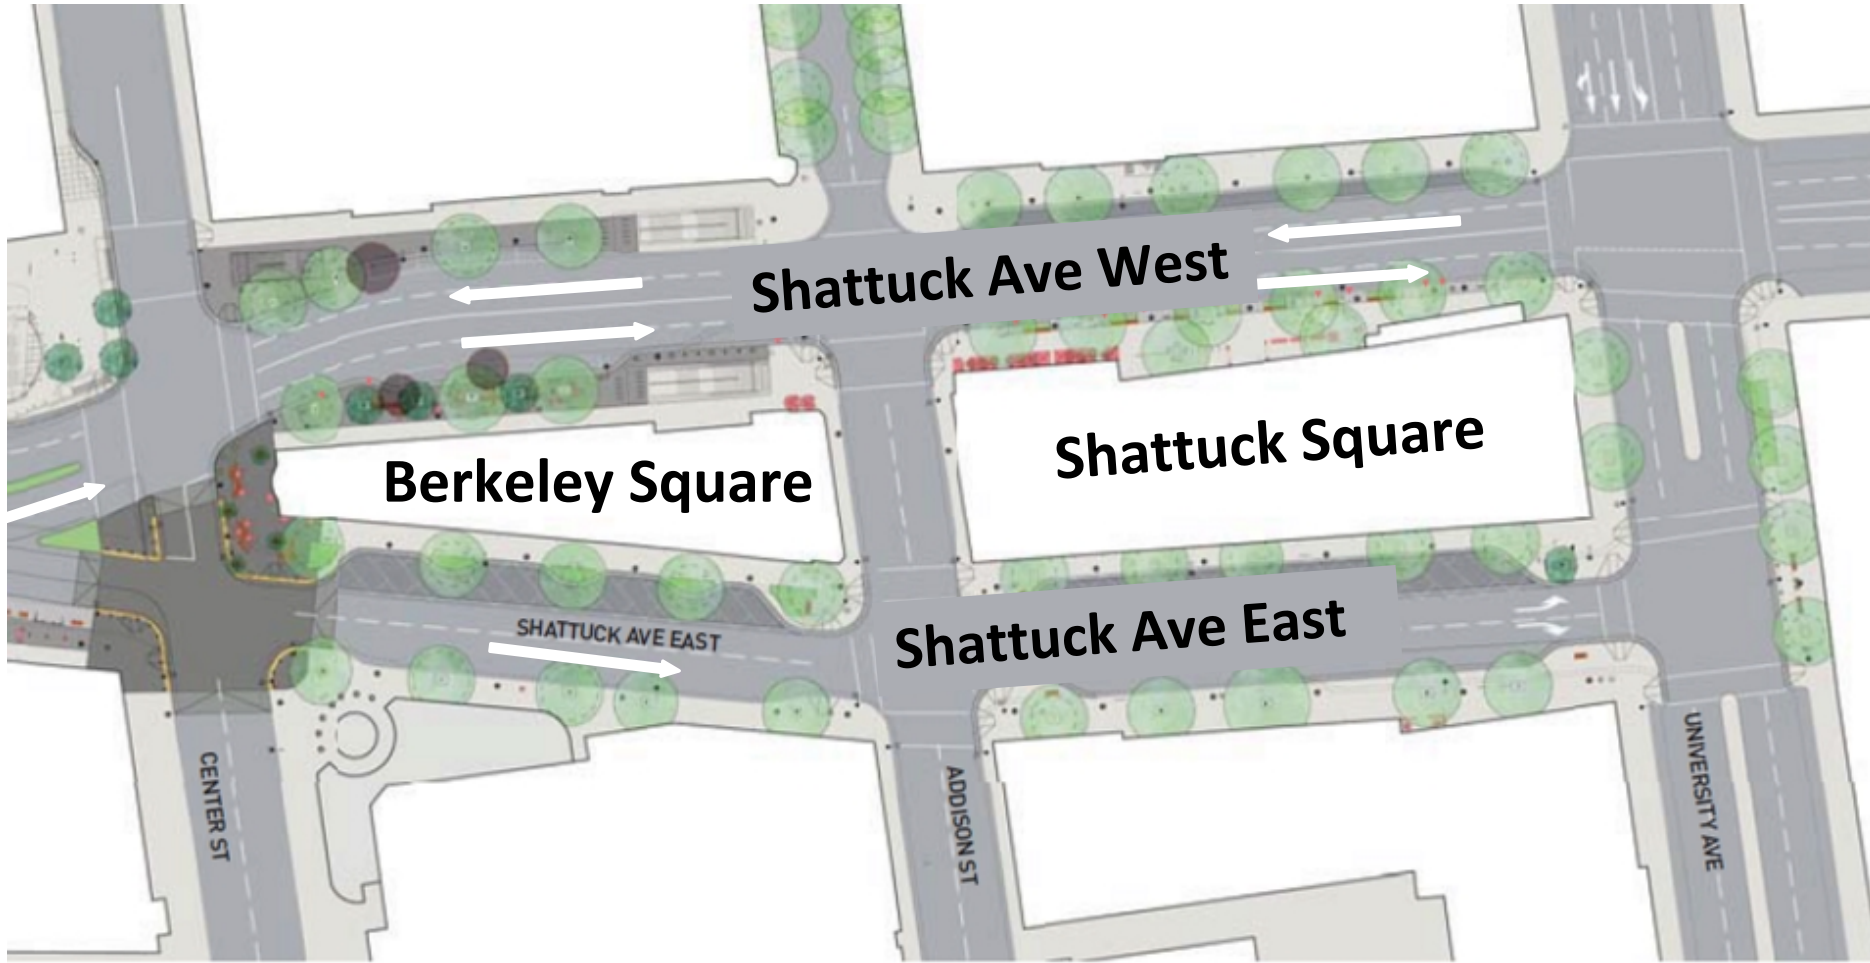 Shattuck Ave West
Shattuck Square
Berkeley Square
SHATTUCK AVE EAST
Shattuck Ave East
CENTER ST
ADDISON ST
UNIVERSITY AVE